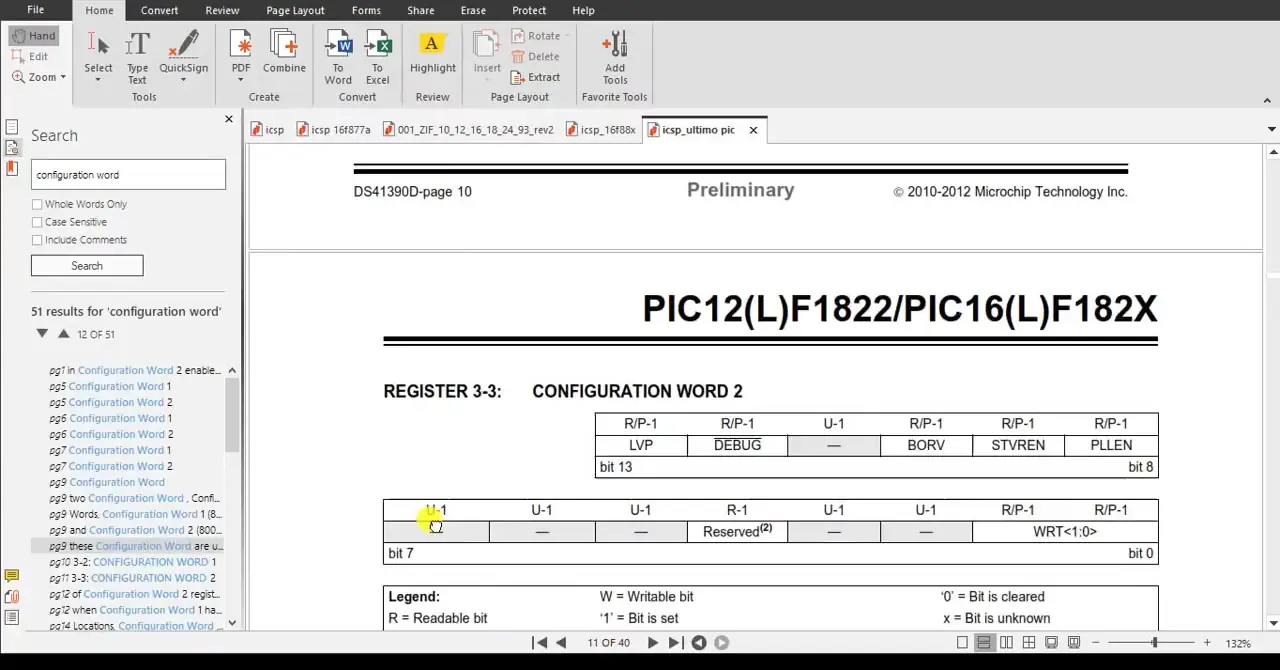 File Home Convert Review Page Layout Forms Share Erase Protect Help
Hand
Edit
Zoom
Select
Type
Text
QuickSign
Tools
PDF
Combine
Create
To
Word
To
Excel
Convert
Highlight
Review
Insert
Rotate
Delete
Extract
Page Layout
Add
Tools
Favorite Tools
icsp icsp 16f877a 001_ZIF_10_12_16_18_24_93_rev2 icsp_16f88x icsp_ultimo pic
Search
configuration word
Whole Words Only
Case Sensitive
Include Comments
Search
51 results for 'configuration word'
12 OF 51
pg1 in Configuration Word 2 enable...
pg5 Configuration Word 1
pg5 Configuration Word 2
pg6 Configuration Word 1
pg6 Configuration Word 2
pg7 Configuration Word 1
pg7 Configuration Word 2
pg9 Configuration Word
pg9 two Configuration Word , Confi...
pg9 Words, Configuration Word 1 (8...
pg9 and Configuration Word 2 (800...
pg9 these Configuration Word are u...
pg10 3-2: CONFIGURATION WORD 1
pg11 3-3: CONFIGURATION WORD 2
pg12 of Configuration Word 2 regist...
pg12 when Configuration Word 1 ha...
pg14 Locations, Configuration Word ,
DS41390D-page 10 Preliminary © 2010-2012 Microchip Technology Inc.
PIC12(L)F1822/PIC16(L)F182X
REGISTER 3-3: CONFIGURATION WORD 2
R/P-1 R/P-1 U-1 R/P-1 R/P-1 R/P-1
LVP DEBUG — BORV STVREN PLLEN
bit 13 bit 8
U-1 U-1 U-1 R-1 U-1 U-1 R/P-1 R/P-1
— — — Reserved(2) — — WRT<1:0>
bit 7 bit 0
Legend: W = Writable bit '0' = Bit is cleared
R = Readable bit '1' = Bit is set x = Bit is unknown
11 OF 40
132%